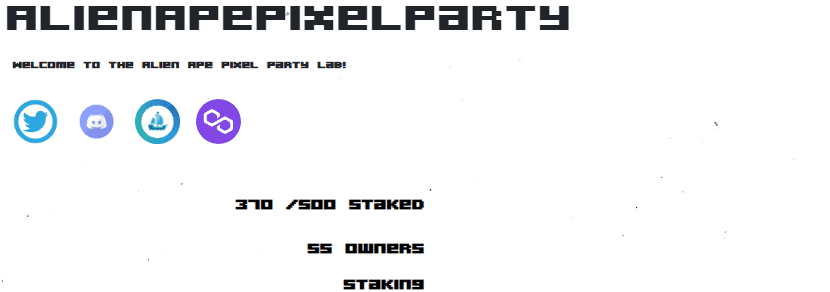 ALIENAPEPIXELPARTY
WELCOME TO THE ALIEN APE PIXEL PARTY LAB!
370 /500 STAKED
55 OWNERS
STAKING